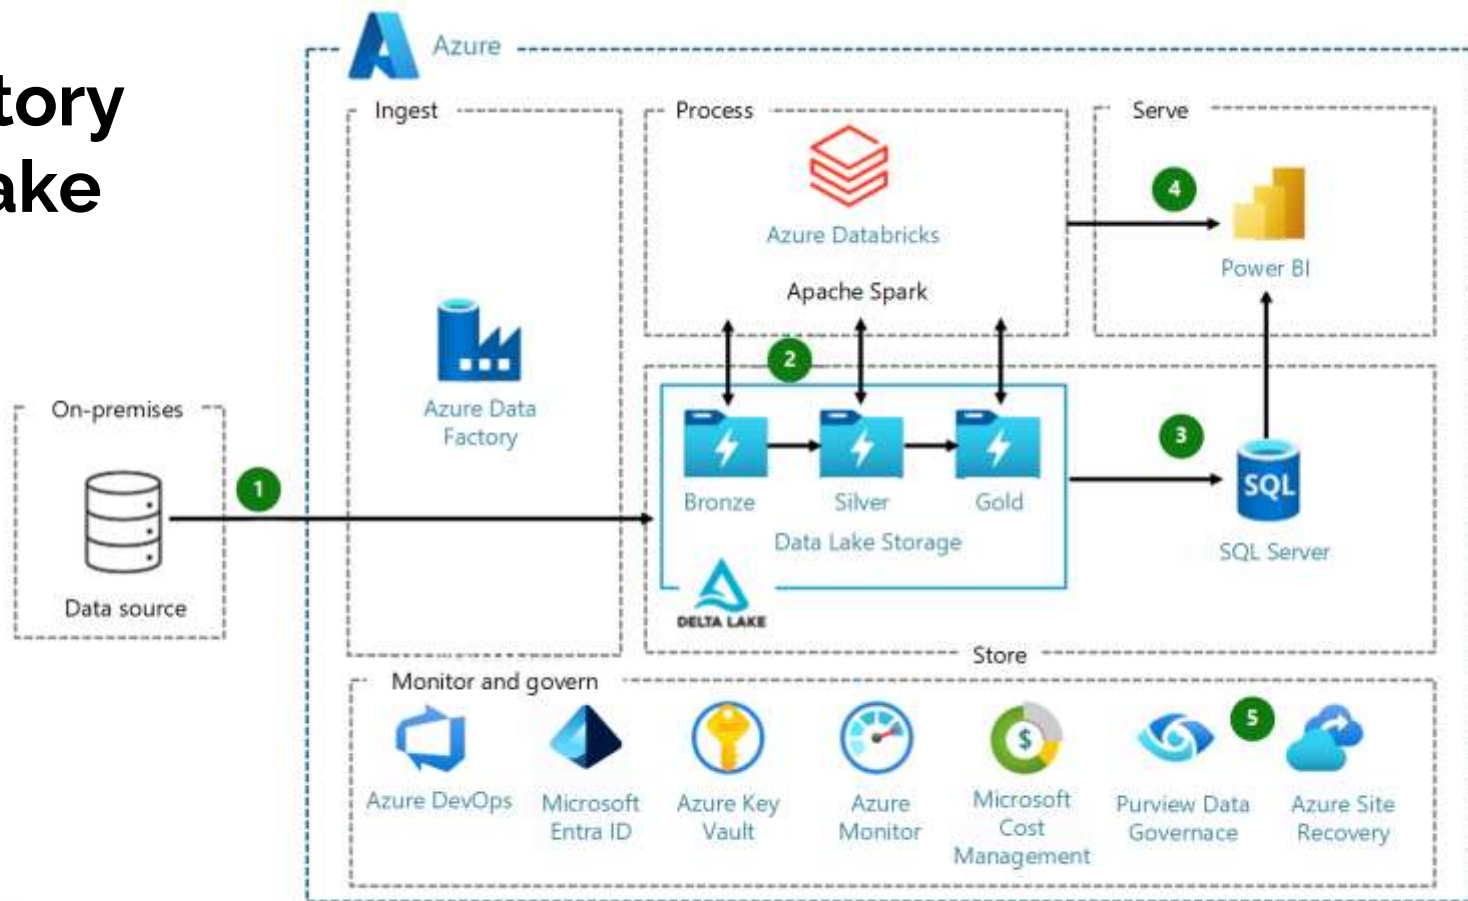 tory
ake
Azure
Ingest
Process
Serve
Azure Databricks
Apache Spark
4
Power BI
2
On-premises
Azure Data
Factory
1
Data source
Bronze
Silver
Gold
Data Lake Storage
DELTA LAKE
3
SQL
SQL Server
Store
Monitor and govern
Azure DevOps
Microsoft
Entra ID
Azure Key
Vault
Azure
Monitor
$
Microsoft
Cost
Management
Purview Data
Governace
5
Azure Site
Recovery